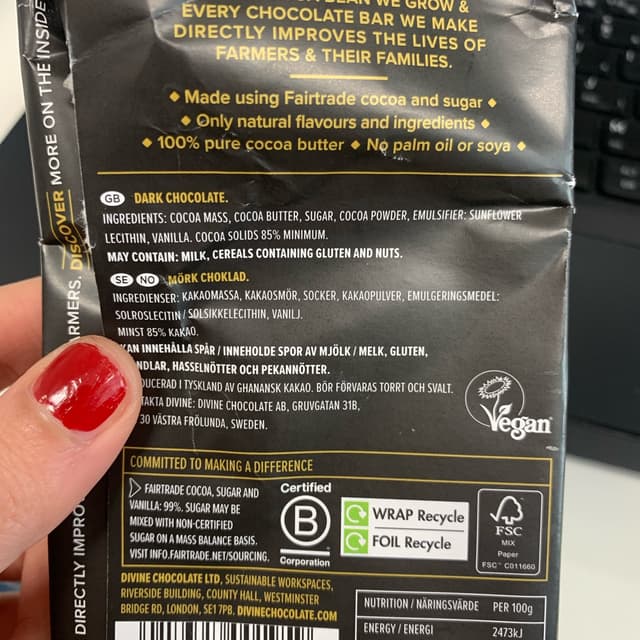 BEAN WE GROW &
EVERY CHOCOLATE BAR WE MAKE
DIRECTLY IMPROVES THE LIVES OF
FARMERS & THEIR FAMILIES.
◆ Made using Fairtrade cocoa and sugar ◆
◆ Only natural flavours and ingredients ◆
◆ 100% pure cocoa butter ◆ No palm oil or soya ◆
GB DARK CHOCOLATE.
INGREDIENTS: COCOA MASS, COCOA BUTTER, SUGAR, COCOA POWDER, EMULSIFIER: SUNFLOWER
LECITHIN, VANILLA. COCOA SOLIDS 85% MINIMUM.
MAY CONTAIN: MILK, CEREALS CONTAINING GLUTEN AND NUTS.
SE NO MÖRK CHOKLAD.
INGREDIENSER: KAKAOMASSA, KAKAOSMÖR, SOCKER, KAKAOPULVER, EMULGERINGSMEDEL:
SOLROSLECITIN / SOLSIKKELECITHIN, VANILJ.
MINST 85% KAKAO.
KAN INNEHÅLLA SPÅR / INNEHOLDE SPOR AV MJÖLK / MELK, GLUTEN,
NDLAR, HASSELNÖTTER OCH PEKANNÖTTER.
DUCERAD I TYSKLAND AV GHANANSK KAKAO. BÖR FÖRVARAS TORRT OCH SVALT.
TAKTA DIVINE: DIVINE CHOCOLATE AB, GRUVGATAN 31B,
30 VÄSTRA FRÖLUNDA, SWEDEN.
Vegan
COMMITTED TO MAKING A DIFFERENCE
FAIRTRADE COCOA, SUGAR AND
VANILLA: 99%. SUGAR MAY BE
MIXED WITH NON-CERTIFIED
SUGAR ON A MASS BALANCE BASIS.
VISIT INFO.FAIRTRADE.NET/SOURCING.
Certified
B
Corporation
WRAP Recycle
FOIL Recycle
FSC
MIX
Paper
FSC™ C011660
DIVINE CHOCOLATE LTD, SUSTAINABLE WORKSPACES,
RIVERSIDE BUILDING, COUNTY HALL, WESTMINSTER
BRIDGE RD, LONDON, SE1 7PB. DIVINECHOCOLATE.COM
NUTRITION / NÄRINGSVÄRDE PER 100g
ENERGY / ENERGI 2473kJ
DISCOVER MORE ON THE INSIDE
ARMERS.
DIRECTLY IMPRO